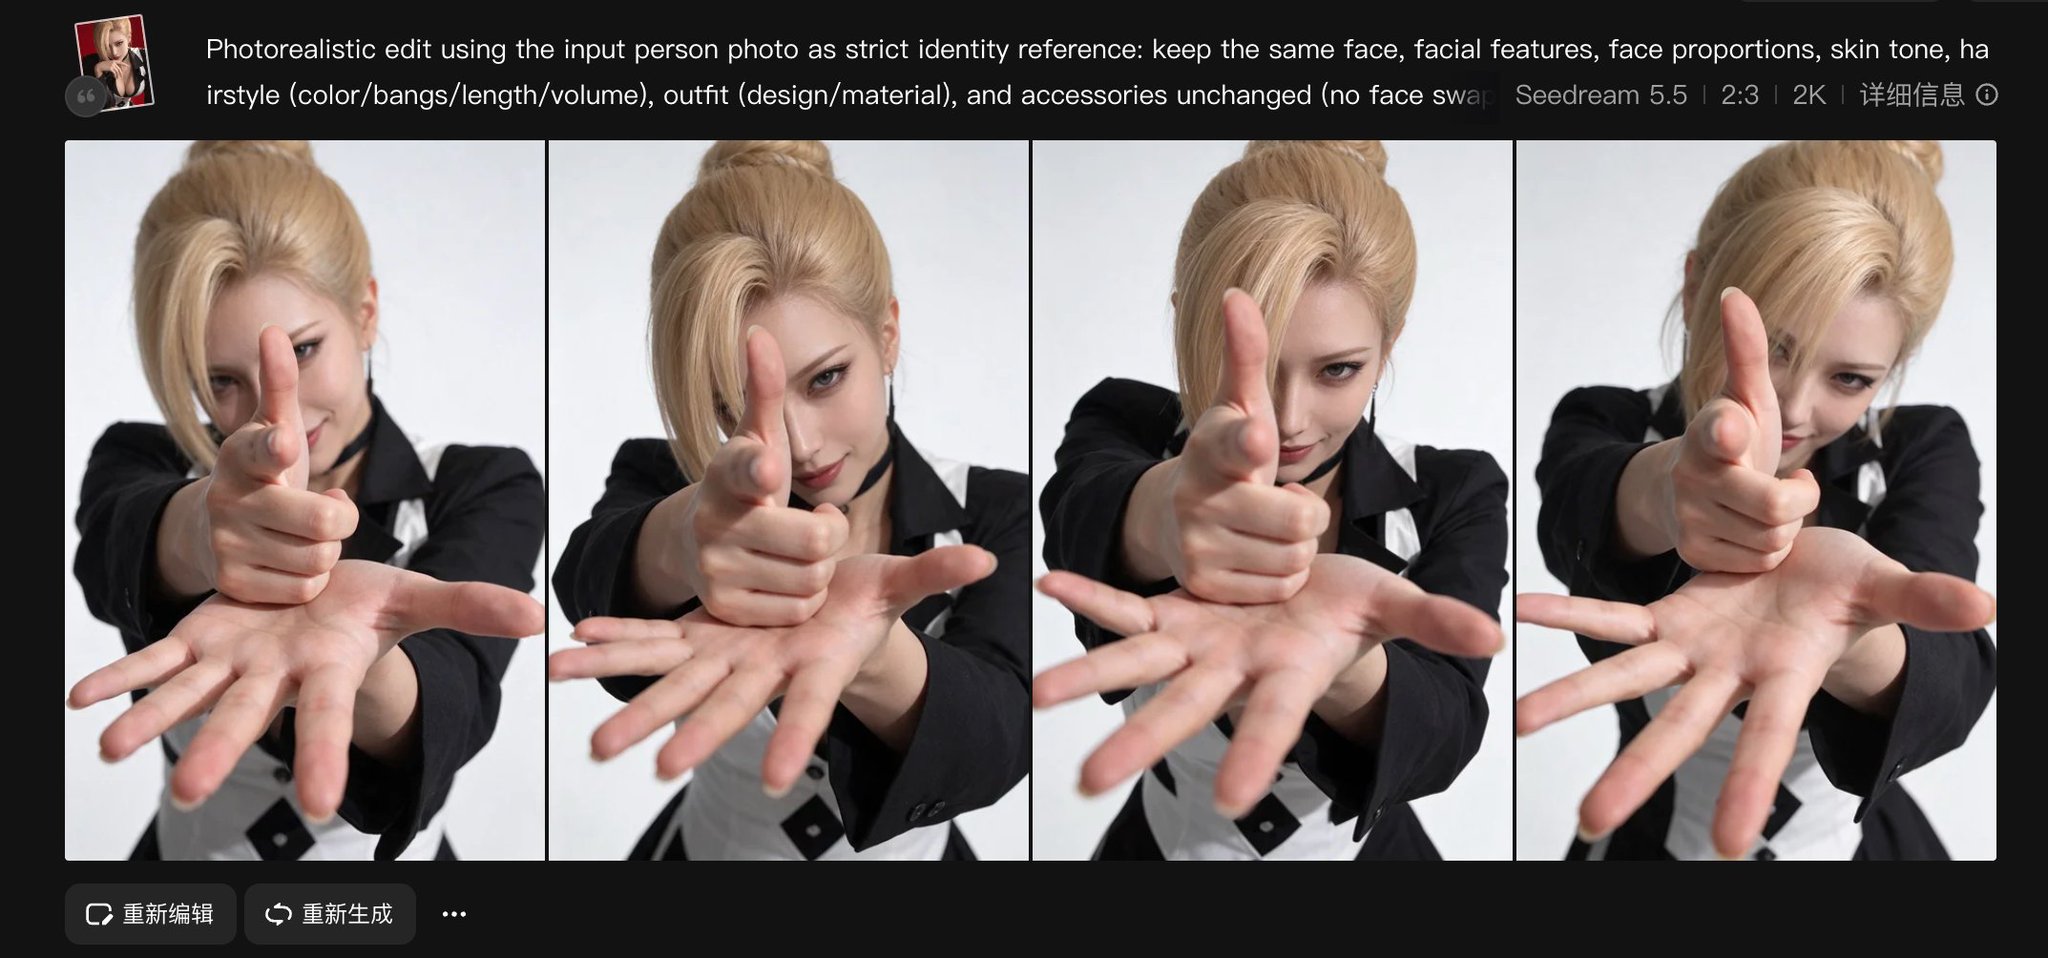 Photorealistic edit using the input person photo as strict identity reference: keep the same face, facial features, face proportions, skin tone, ha
irstyle (color/bangs/length/volume), outfit (design/material), and accessories unchanged (no face swap
Seedream 5.5 | 2:3 | 2K | 详细信息
重新编辑
重新生成